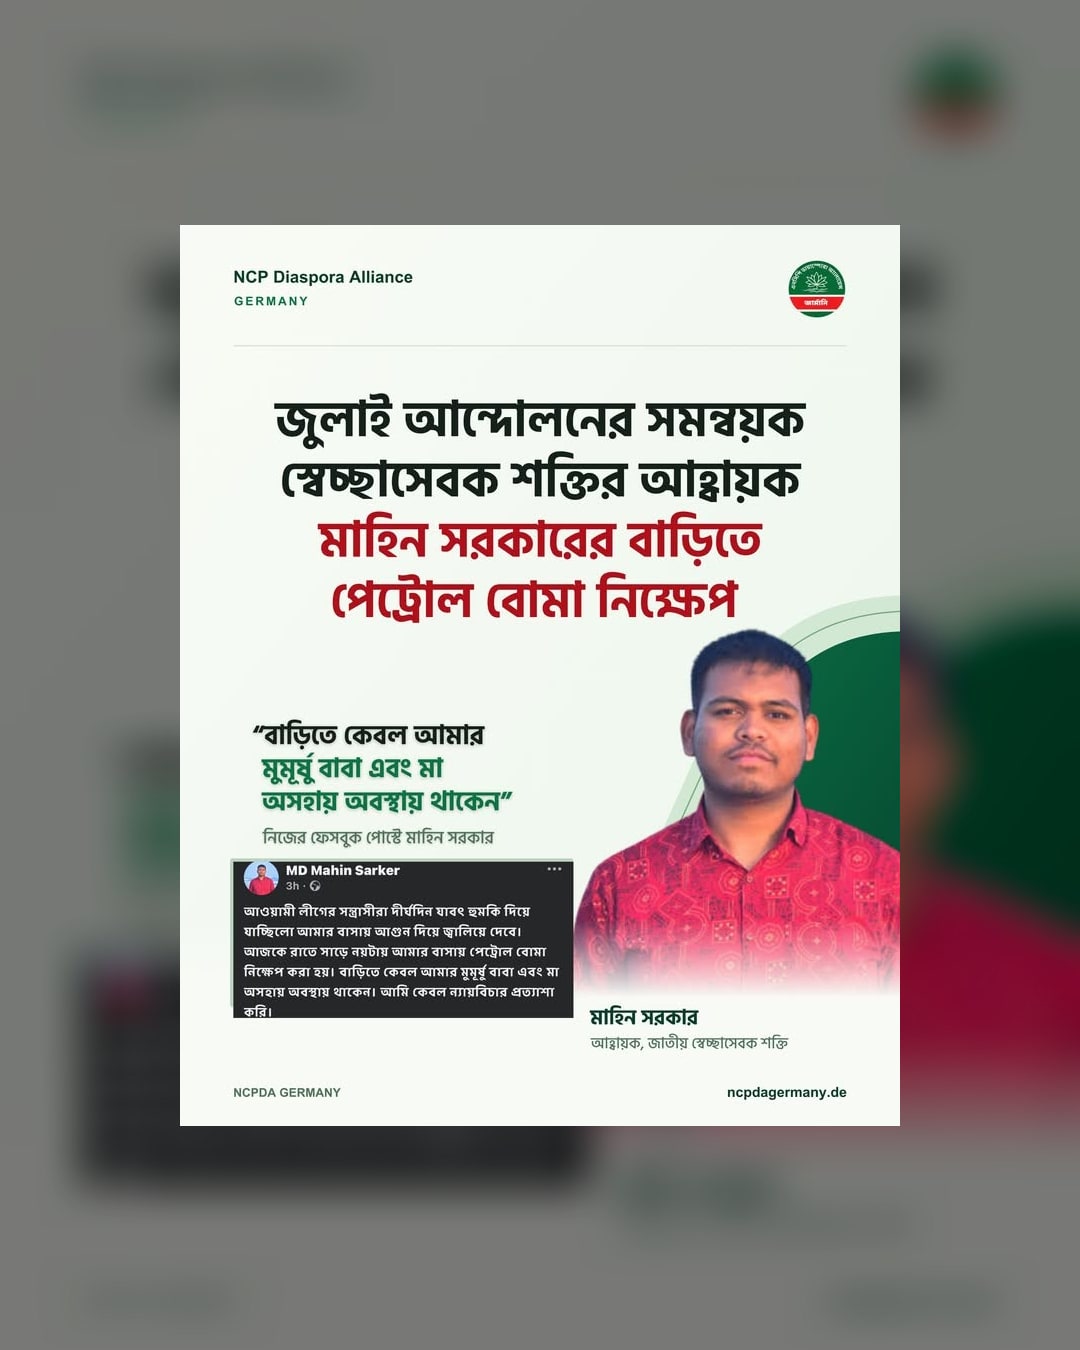 NCP Diaspora Alliance
GERMANY
এনসিপি ডায়াস্পোরা অ্যালায়েন্স
জার্মানি
জুলাই আন্দোলনের সমন্বয়ক
স্বেচ্ছাসেবক শক্তির আহ্বায়ক
মাহিন সরকারের বাড়িতে
পেট্রোল বোমা নিক্ষেপ
“বাড়িতে কেবল আমার
মুমূর্ষু বাবা এবং মা
অসহায় অবস্থায় থাকেন”
নিজের ফেসবুক পোস্টে মাহিন সরকার
MD Mahin Sarker
3h ·
আওয়ামী লীগের সন্ত্রাসীরা দীর্ঘদিন যাবৎ হুমকি দিয়ে
যাচ্ছিলো আমার বাসায় আগুন দিয়ে জ্বালিয়ে দেবে।
আজকে রাতে সাড়ে নয়টায় আমার বাসায় পেট্রোল বোমা
নিক্ষেপ করা হয়। বাড়িতে কেবল আমার মুমূর্ষু বাবা এবং মা
অসহায় অবস্থায় থাকেন। আমি কেবল ন্যায়বিচার প্রত্যাশা
করি।
মাহিন সরকার
আহ্বায়ক, জাতীয় স্বেচ্ছাসেবক শক্তি
NCPDA GERMANY
ncpdagermany.de